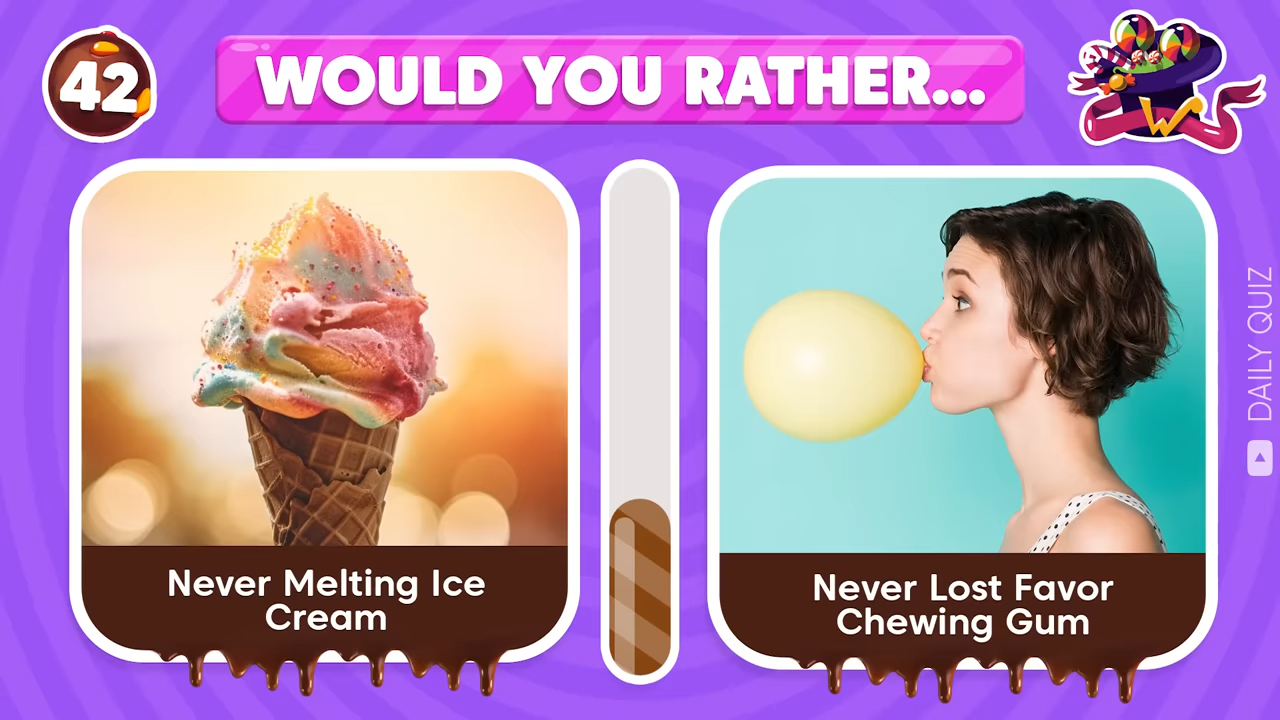 42
WOULD YOU RATHER...
W
Never Melting Ice
Cream
Never Lost Favor
Chewing Gum
DAILY QUIZ